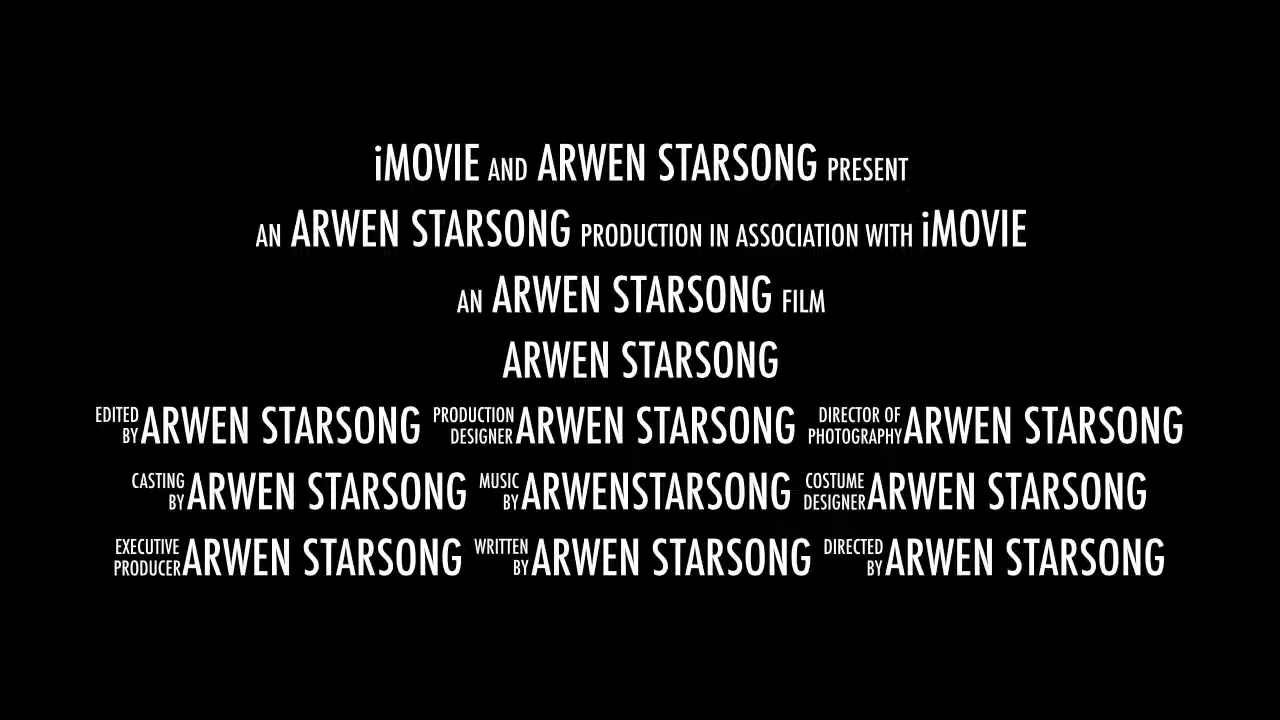 iMOVIE AND ARWEN STARSONG PRESENT
AN ARWEN STARSONG PRODUCTION IN ASSOCIATION WITH iMOVIE
AN ARWEN STARSONG FILM
ARWEN STARSONG
EDITED BY ARWEN STARSONG PRODUCTION DESIGNER ARWEN STARSONG DIRECTOR OF PHOTOGRAPHY ARWEN STARSONG
CASTING BY ARWEN STARSONG MUSIC BY ARWENSTARSONG COSTUME DESIGNER ARWEN STARSONG
EXECUTIVE PRODUCER ARWEN STARSONG WRITTEN BY ARWEN STARSONG DIRECTED BY ARWEN STARSONG